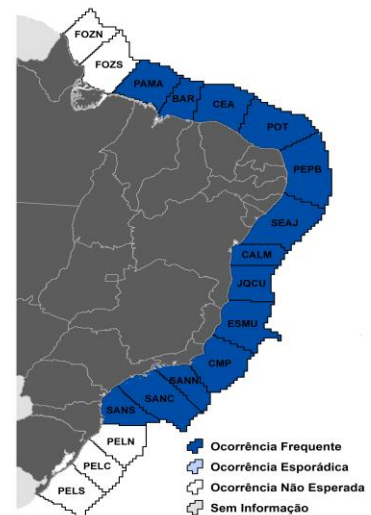 FOZN
FOZS
PAMA
BAR
CEA
POT
PEPB
SEAJ
CALM
JQCU
ESMU
CMP
SANN
SANC
SANS
PELN
PELC
PELS
Ocorrência Frequente
Ocorrência Esporádica
Ocorrência Não Esperada
Sem Informação